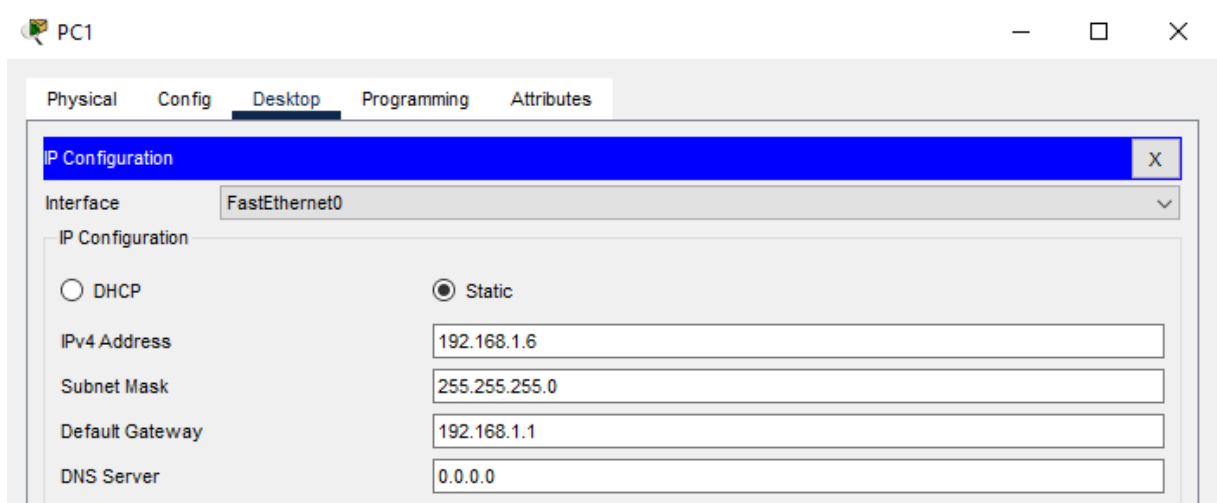 PC1
Physical Config Desktop Programming Attributes
IP Configuration X
Interface FastEthernet0
IP Configuration
DHCP Static
IPv4 Address 192.168.1.6
Subnet Mask 255.255.255.0
Default Gateway 192.168.1.1
DNS Server 0.0.0.0